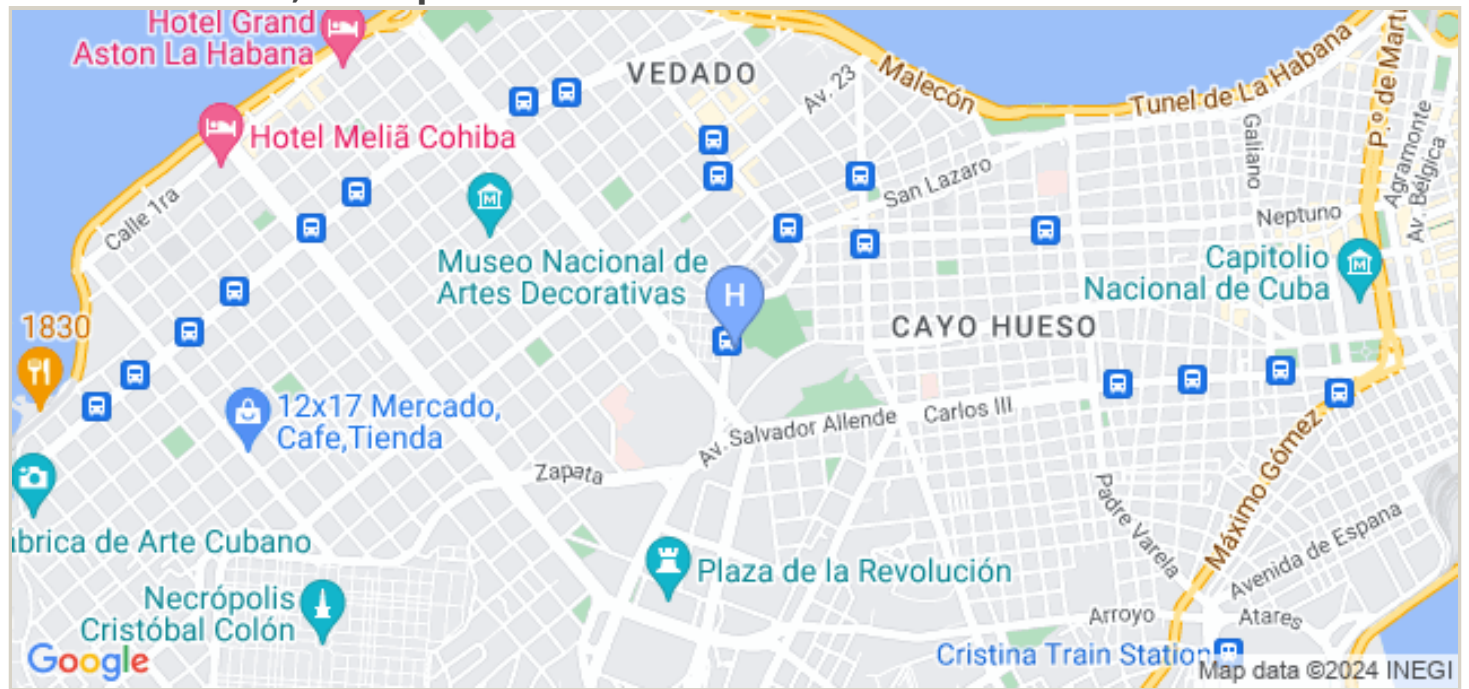 Hotel Grand
Aston La Habana
VEDADO
Av. 23
Malecón
Tunel de La Habana
P.º de Martí
Agramonte
Av. Bélgica
Galiano
Hotel Meliã Cohiba
San Lazaro
Calle 1ra
Neptuno
Museo Nacional de
Artes Decorativas
H
Capitolio
Nacional de Cuba
1830
CAYO HUESO
12x17 Mercado,
Cafe,Tienda
Av. Salvador Allende
Carlos III
Zapata
Máximo Gómez
Padre Varela
Avenida de Espana
ábrica de Arte Cubano
Plaza de la Revolución
Necrópolis
Cristóbal Colón
Arroyo
Atares
Cristina Train Station
Google
Map data ©2024 INEGI